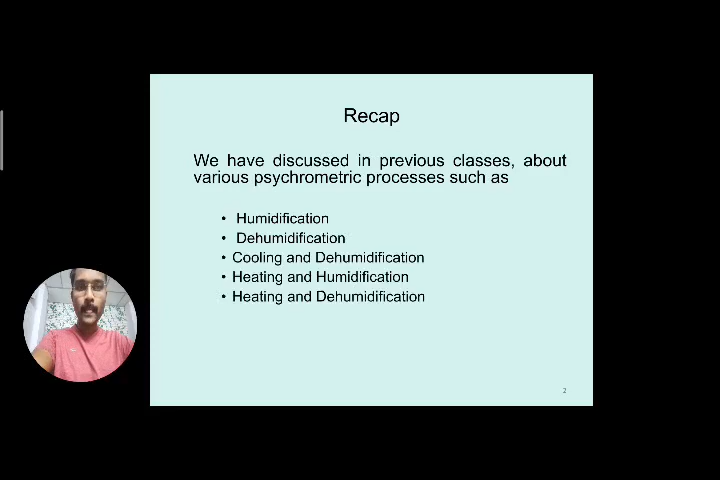 Recap
We have discussed in previous classes, about
various psychrometric processes such as
• Humidification
• Dehumidification
• Cooling and Dehumidification
• Heating and Humidification
• Heating and Dehumidification
2